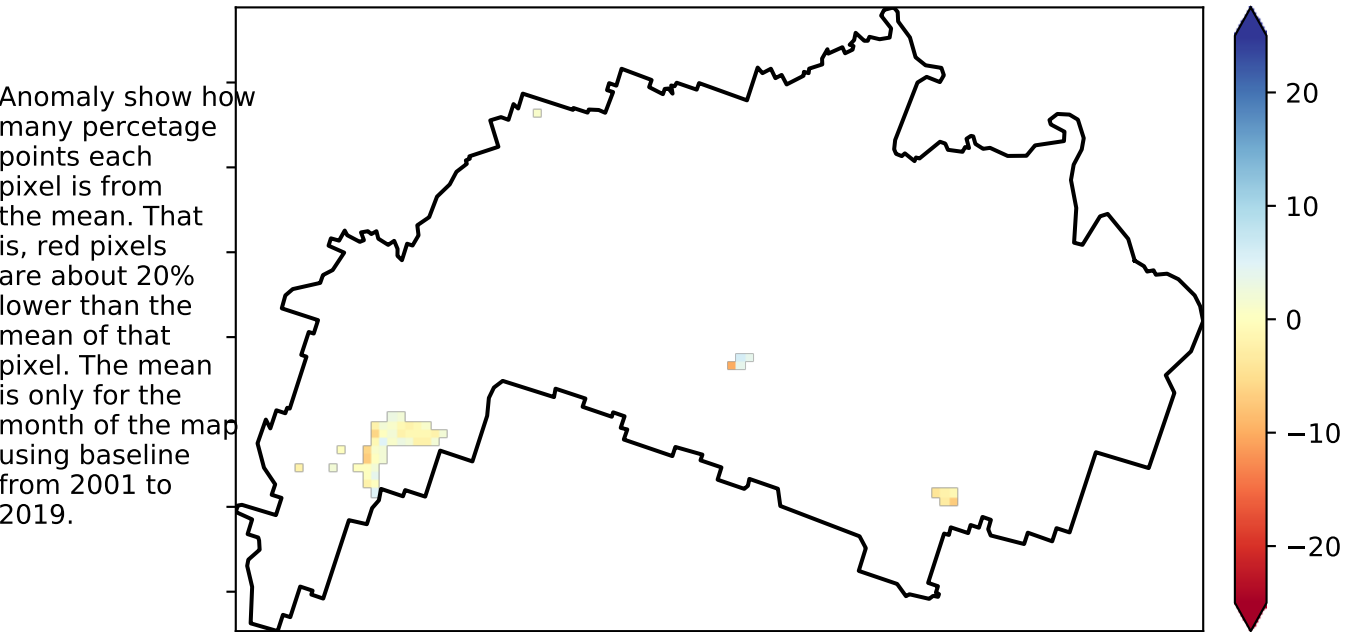 Anomaly show how
many percetage
points each
pixel is from
the mean. That
is, red pixels
are about 20%
lower than the
mean of that
pixel. The mean
is only for the
month of the map
using baseline
from 2001 to
2019.
20
10
0
−10
−20